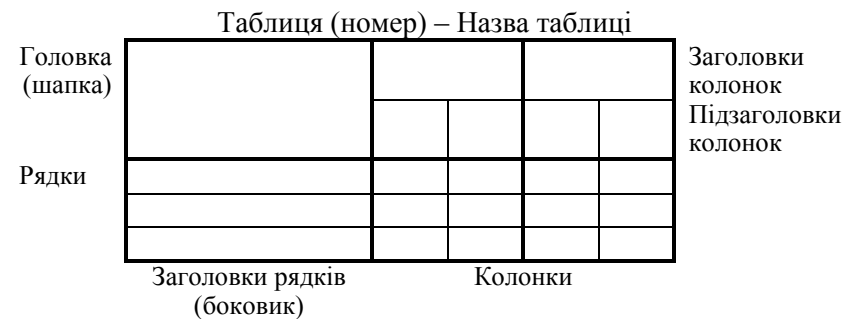 Таблиця (номер) – Назва таблиці
Головка
(шапка)
Заголовки
колонок
Підзаголовки
колонок
Рядки
Заголовки рядків
(боковик)
Колонки